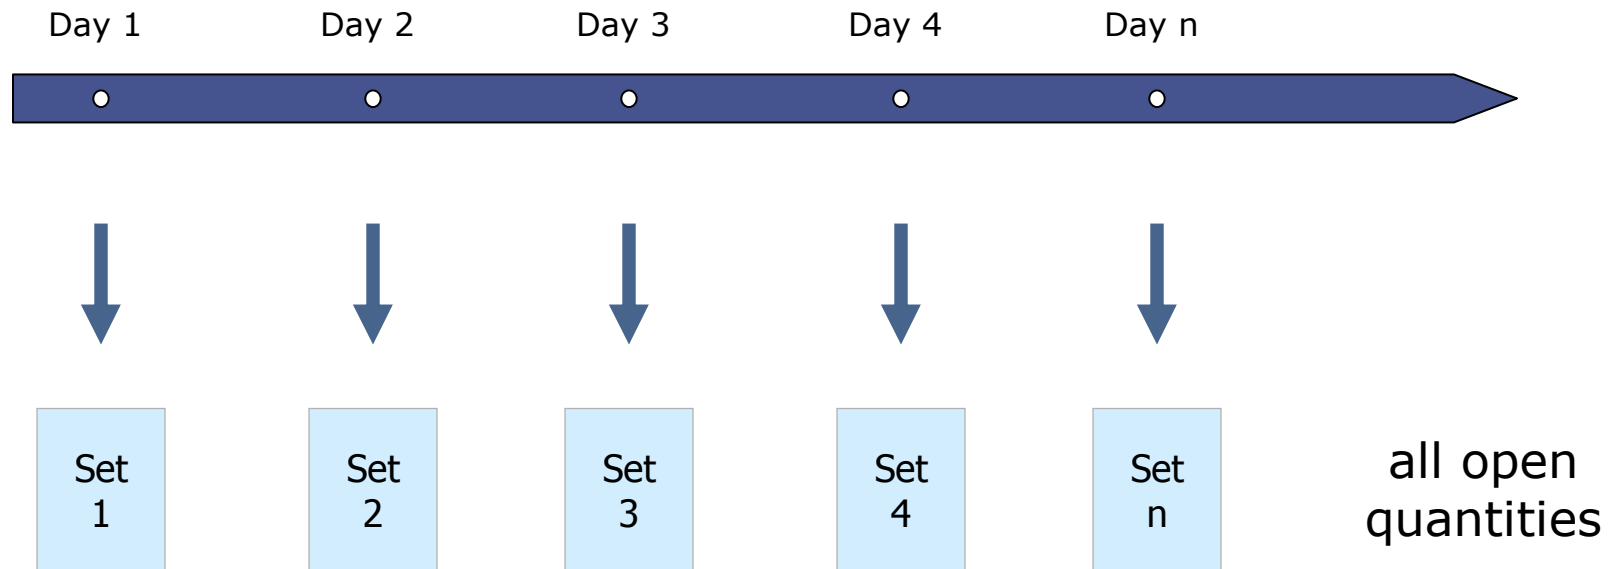 Day 1
Day 2
Day 3
Day 4
Day n
Set
1
Set
2
Set
3
Set
4
Set
n
all open
quantities